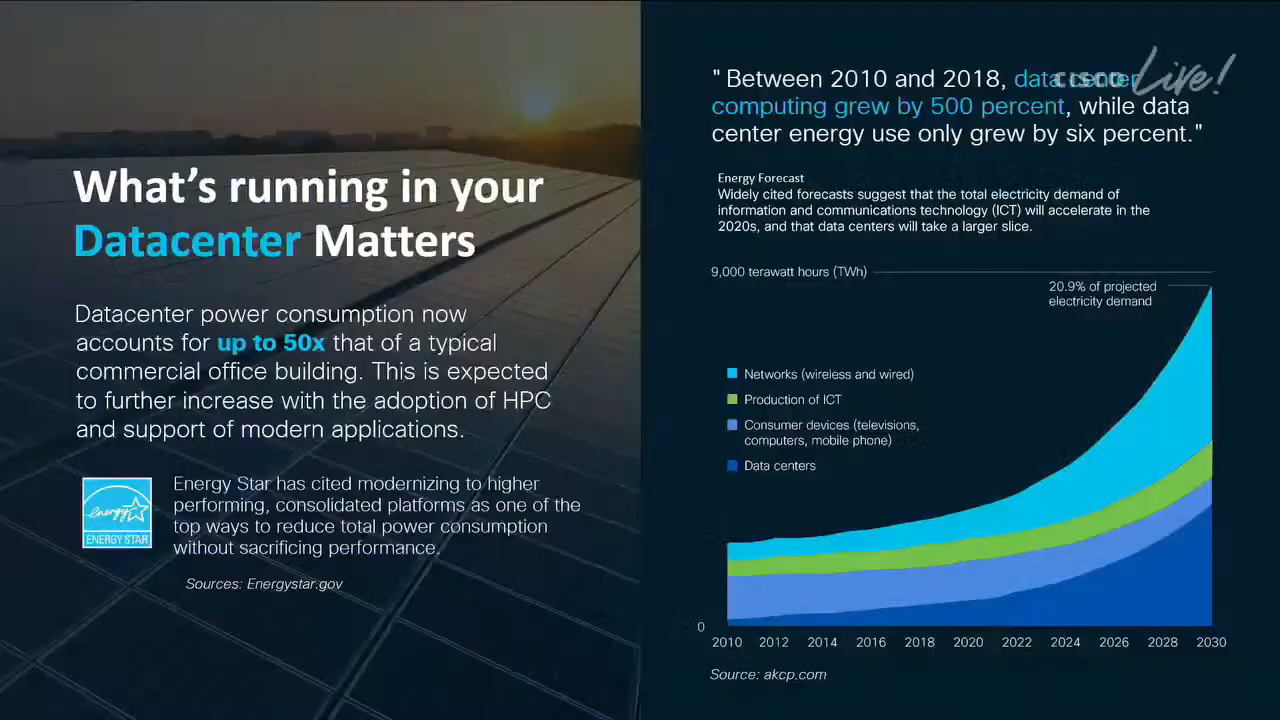 What's running in your
Datacenter Matters
Datacenter power consumption now
accounts for up to 50x that of a typical
commercial office building. This is expected
to further increase with the adoption of HPC
and support of modern applications.
energy
ENERGY STAR
Energy Star has cited modernizing to higher
performing, consolidated platforms as one of the
top ways to reduce total power consumption
without sacrificing performance.
Sources: Energystar.gov
CISCO Live!
" Between 2010 and 2018, data center
computing grew by 500 percent, while data
center energy use only grew by six percent."
Energy Forecast
Widely cited forecasts suggest that the total electricity demand of
information and communications technology (ICT) will accelerate in the
2020s, and that data centers will take a larger slice.
9,000 terawatt hours (TWh)
20.9% of projected
electricity demand
Networks (wireless and wired)
Production of ICT
Consumer devices (televisions,
computers, mobile phone)
Data centers
0
2010 2012 2014 2016 2018 2020 2022 2024 2026 2028 2030
Source: akcp.com